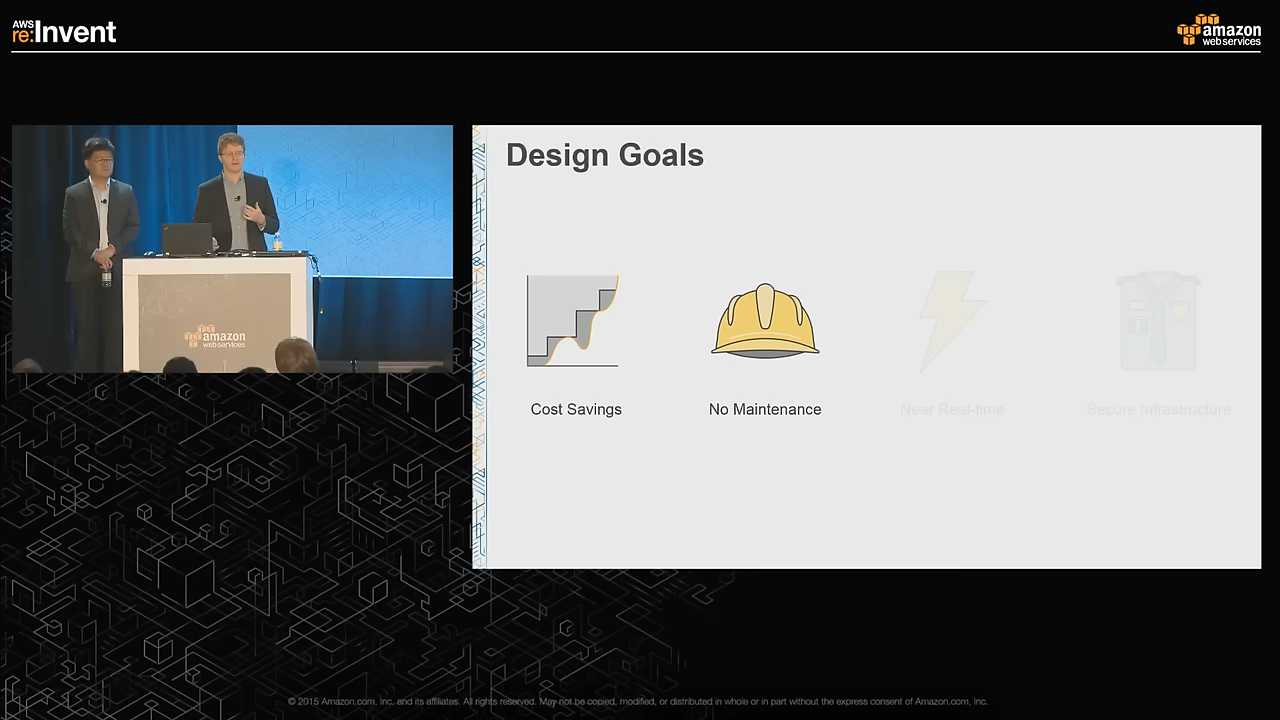 AWS
re:Invent
amazon
web services
Design Goals
amazon
web services
Cost Savings
No Maintenance
Near Real-time
Secure Infrastructure
© 2015 Amazon.com, Inc. and its affiliates. All rights reserved. May not be copied, modified, or distributed in whole or in part without the express consent of Amazon.com, Inc.